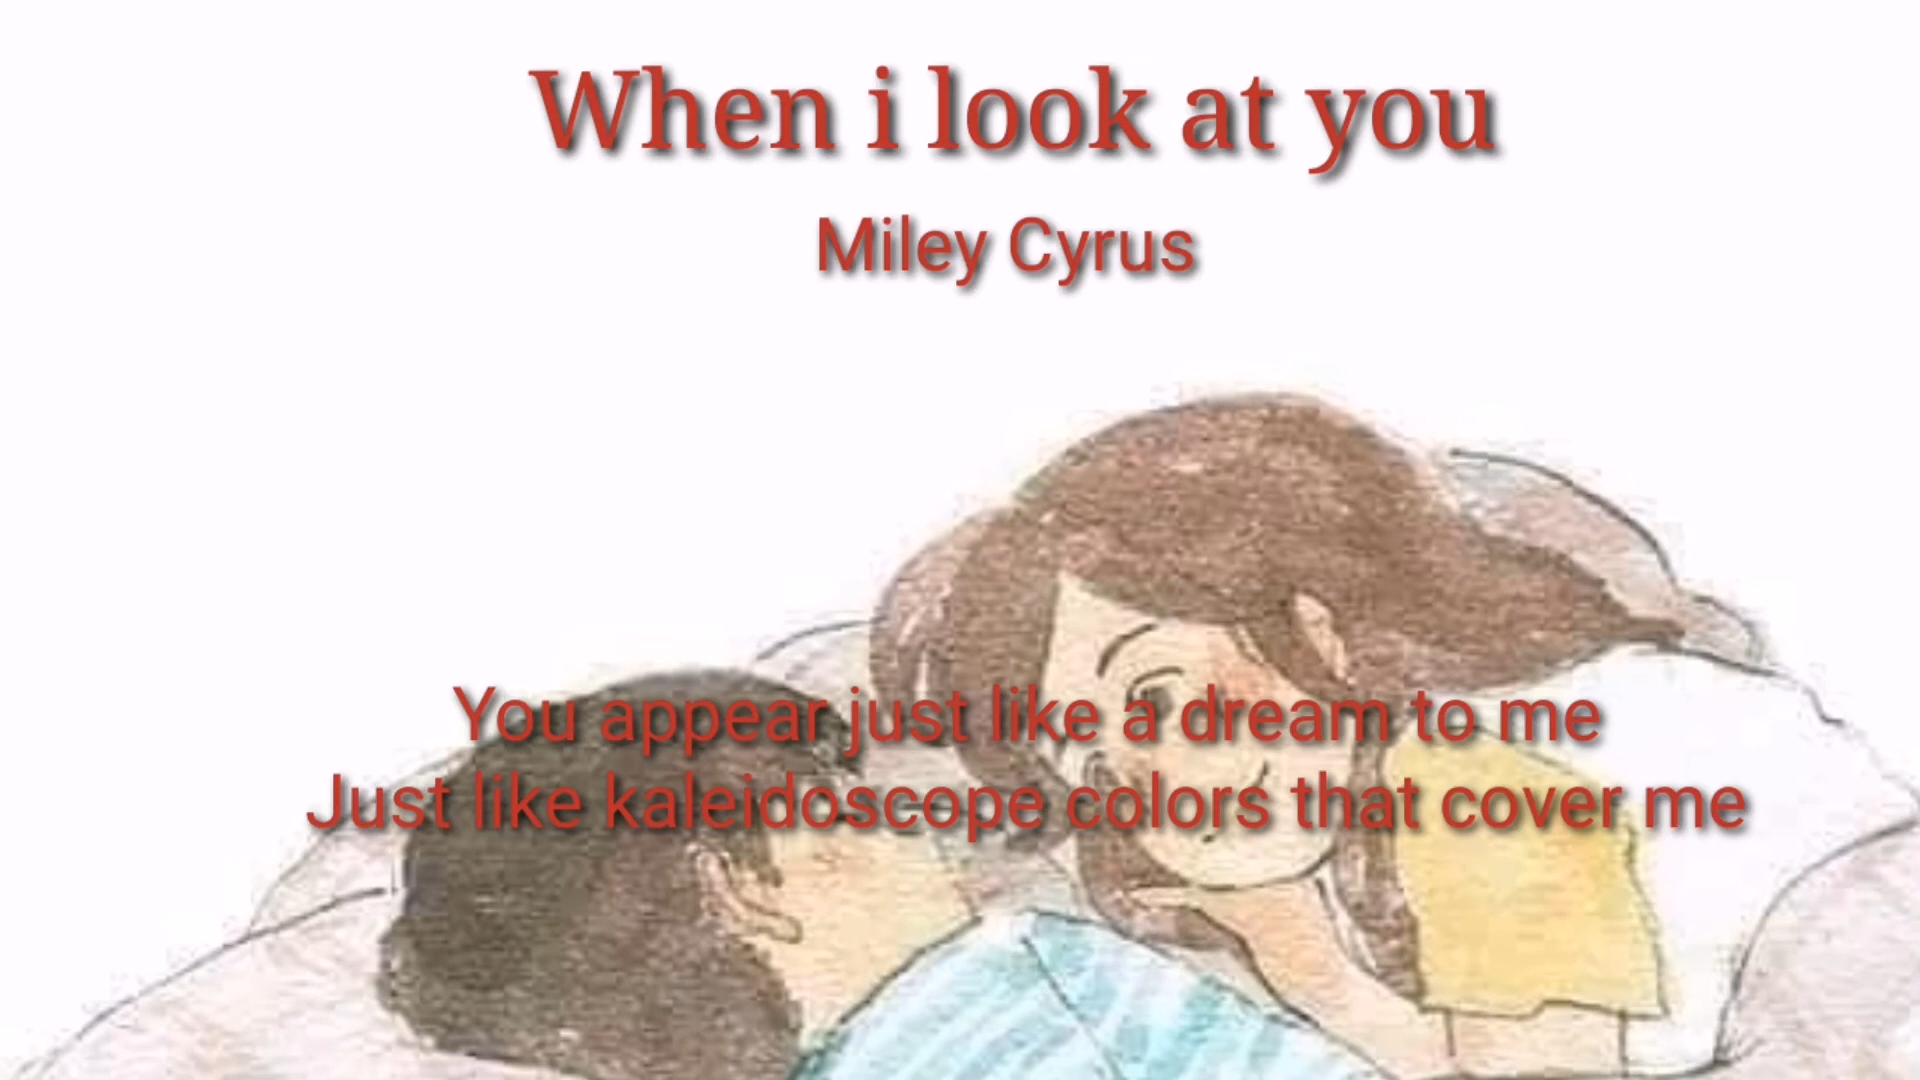 When i look at you
Miley Cyrus
You appear just like a dream to me
Just like kaleidoscope colors that cover me